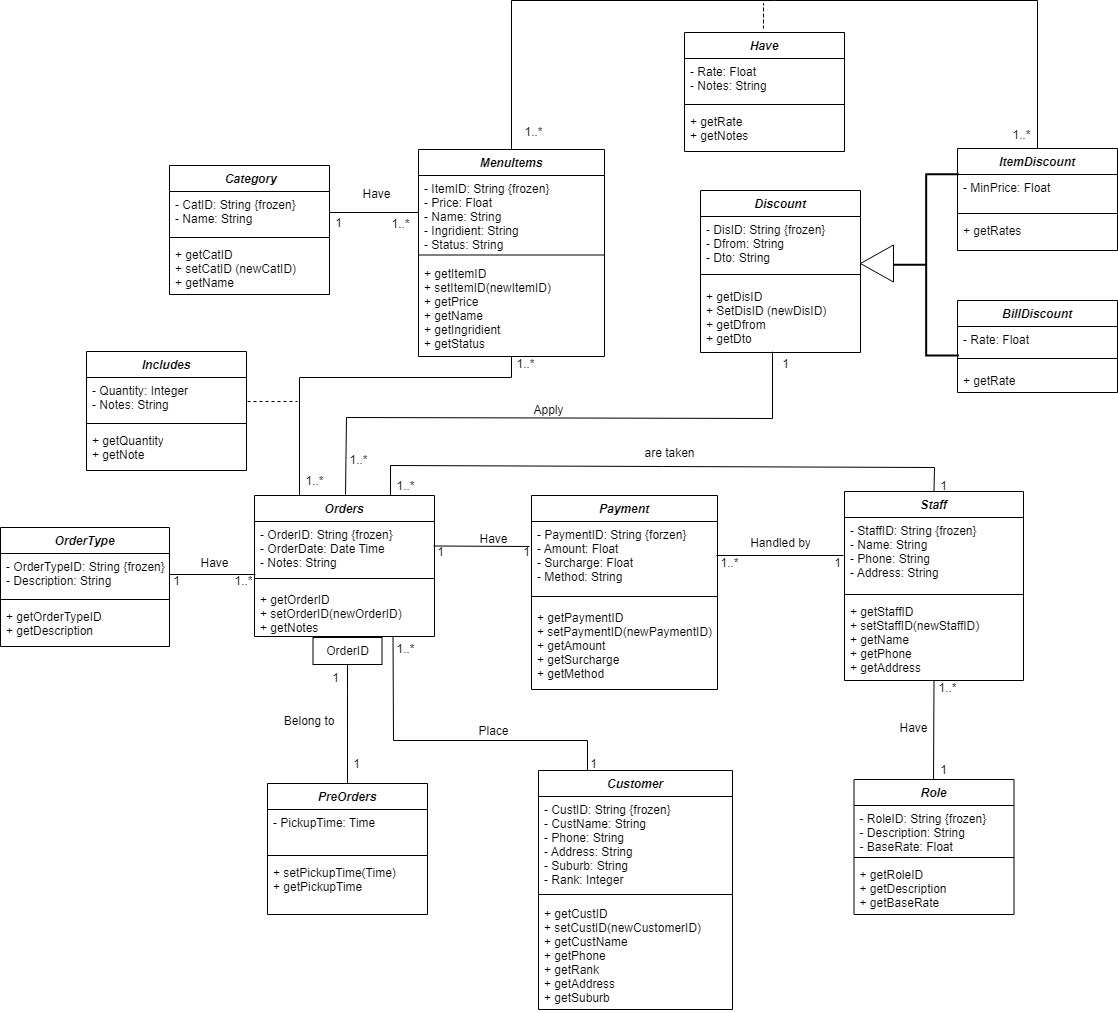 Have
- Rate: Float
- Notes: String
+ getRate
+ getNotes
1..*
1..*
MenuItems
- ItemID: String {frozen}
- Price: Float
- Name: String
- Ingridient: String
- Status: String
+ getItemID
+ setItemID(newItemID)
+ getPrice
+ getName
+ getIngridient
+ getStatus
Category
- CatID: String {frozen}
- Name: String
+ getCatID
+ setCatID (newCatID)
+ getName
Have
1
1..*
ItemDiscount
- MinPrice: Float
+ getRates
Discount
- DisID: String {frozen}
- Dfrom: String
- Dto: String
+ getDisID
+ SetDisID (newDisID)
+ getDfrom
+ getDto
BillDiscount
- Rate: Float
+ getRate
Includes
- Quantity: Integer
- Notes: String
+ getQuantity
+ getNote
1..*
1
Apply
1..*
are taken
1..*
1..*
1
Orders
- OrderID: String {frozen}
- OrderDate: Date Time
- Notes: String
+ getOrderID
+ setOrderID(newOrderID)
+ getNotes
OrderID
Payment
- PaymentID: String {forzen}
- Amount: Float
- Surcharge: Float
- Method: String
+ getPaymentID
+ setPaymentID(newPaymentID)
+ getAmount
+ getSurcharge
+ getMethod
Staff
- StaffID: String {frozen}
- Name: String
- Phone: String
- Address: String
+ getStaffID
+ setStaffID(newStaffID)
+ getName
+ getPhone
+ getAddress
OrderType
- OrderTypeID: String {frozen}
- Description: String
+ getOrderTypeID
+ getDescription
Have
1
1..*
Have
1
1
Handled by
1..*
1
1
1..*
1..*
Belong to
1
Place
1
Have
1
PreOrders
- PickupTime: Time
+ setPickupTime(Time)
+ getPickupTime
Customer
- CustID: String {frozen}
- CustName: String
- Phone: String
- Address: String
- Suburb: String
- Rank: Integer
+ getCustID
+ setCustID(newCustomerID)
+ getCustName
+ getPhone
+ getRank
+ getAddress
+ getSuburb
Role
- RoleID: String {frozen}
- Description: String
- BaseRate: Float
+ getRoleID
+ getDescription
+ getBaseRate